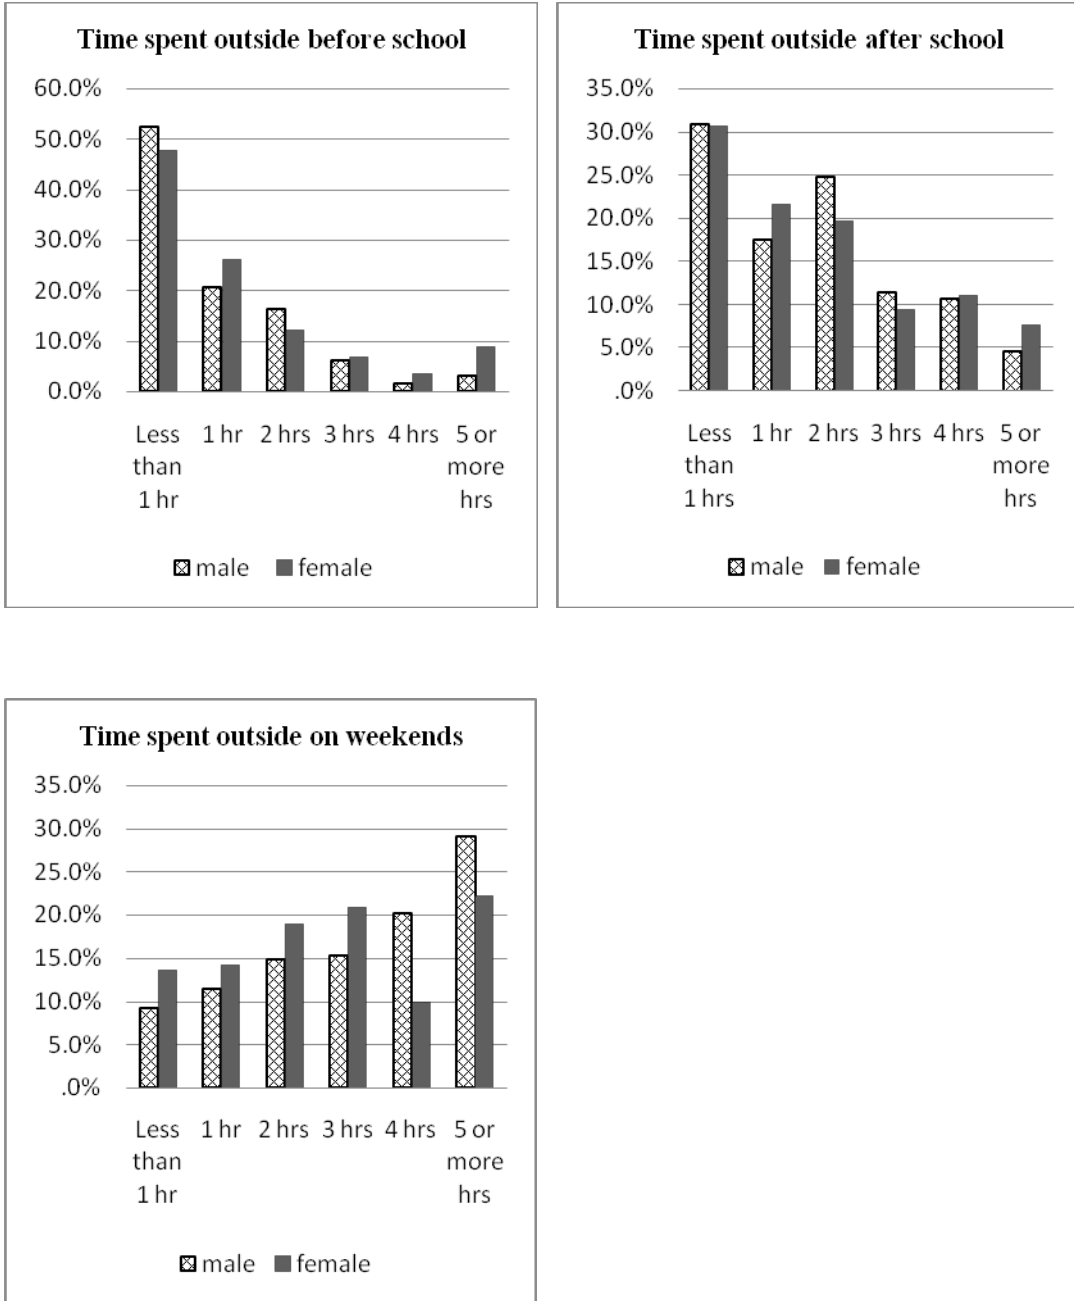 Time spent outside before school
60.0%
50.0%
40.0%
30.0%
20.0%
10.0%
0.0%
Less 1 hr 2 hrs 3 hrs 4 hrs 5 or
than more
1 hr hrs
male female
Time spent outside after school
35.0%
30.0%
25.0%
20.0%
15.0%
10.0%
5.0%
.0%
Less 1 hr 2 hrs 3 hrs 4 hrs 5 or
than more
1 hrs hrs
male female
Time spent outside on weekends
35.0%
30.0%
25.0%
20.0%
15.0%
10.0%
5.0%
.0%
Less 1 hr 2 hrs 3 hrs 4 hrs 5 or
than more
1 hr hrs
male female